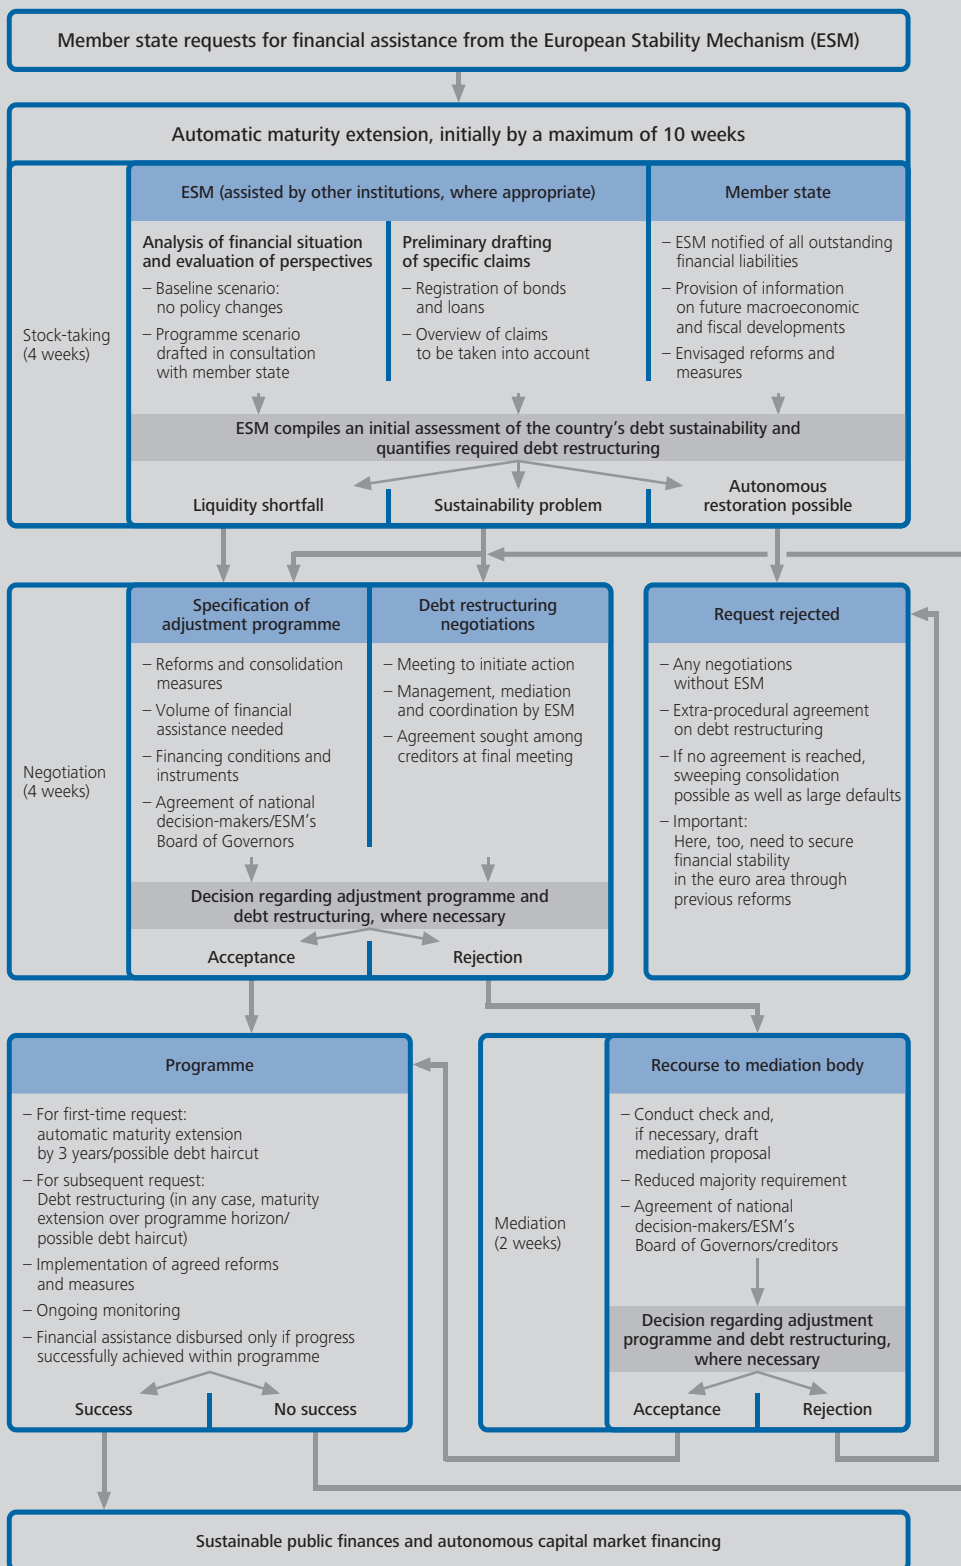 Member state requests for financial assistance from the European Stability Mechanism (ESM)
Automatic maturity extension, initially by a maximum of 10 weeks
Stock-taking
(4 weeks)
ESM (assisted by other institutions, where appropriate)
Member state
Analysis of financial situation
and evaluation of perspectives
– Baseline scenario:
no policy changes
– Programme scenario
drafted in consultation
with member state
Preliminary drafting
of specific claims
– Registration of bonds
and loans
– Overview of claims
to be taken into account
– ESM notified of all outstanding
financial liabilities
– Provision of information
on future macroeconomic
and fiscal developments
– Envisaged reforms and
measures
ESM compiles an initial assessment of the country's debt sustainability and
quantifies required debt restructuring
Liquidity shortfall
Sustainability problem
Autonomous
restoration possible
Negotiation
(4 weeks)
Specification of
adjustment programme
– Reforms and consolidation
measures
– Volume of financial
assistance needed
– Financing conditions and
instruments
– Agreement of national
decision-makers/ESM's
Board of Governors
Debt restructuring
negotiations
– Meeting to initiate action
– Management, mediation
and coordination by ESM
– Agreement sought among
creditors at final meeting
Decision regarding adjustment programme and
debt restructuring, where necessary
Acceptance
Rejection
Request rejected
– Any negotiations
without ESM
– Extra-procedural agreement
on debt restructuring
– If no agreement is reached,
sweeping consolidation
possible as well as large defaults
– Important:
Here, too, need to secure
financial stability
in the euro area through
previous reforms
Programme
– For first-time request:
automatic maturity extension
by 3 years/possible debt haircut
– For subsequent request:
Debt restructuring (in any case, maturity
extension over programme horizon/
possible debt haircut)
– Implementation of agreed reforms
and measures
– Ongoing monitoring
– Financial assistance disbursed only if progress
successfully achieved within programme
Success
No success
Mediation
(2 weeks)
Recourse to mediation body
– Conduct check and,
if necessary, draft
mediation proposal
– Reduced majority requirement
– Agreement of national
decision-makers/ESM's
Board of Governors/creditors
Decision regarding adjustment
programme and debt restructuring,
where necessary
Acceptance
Rejection
Sustainable public finances and autonomous capital market financing